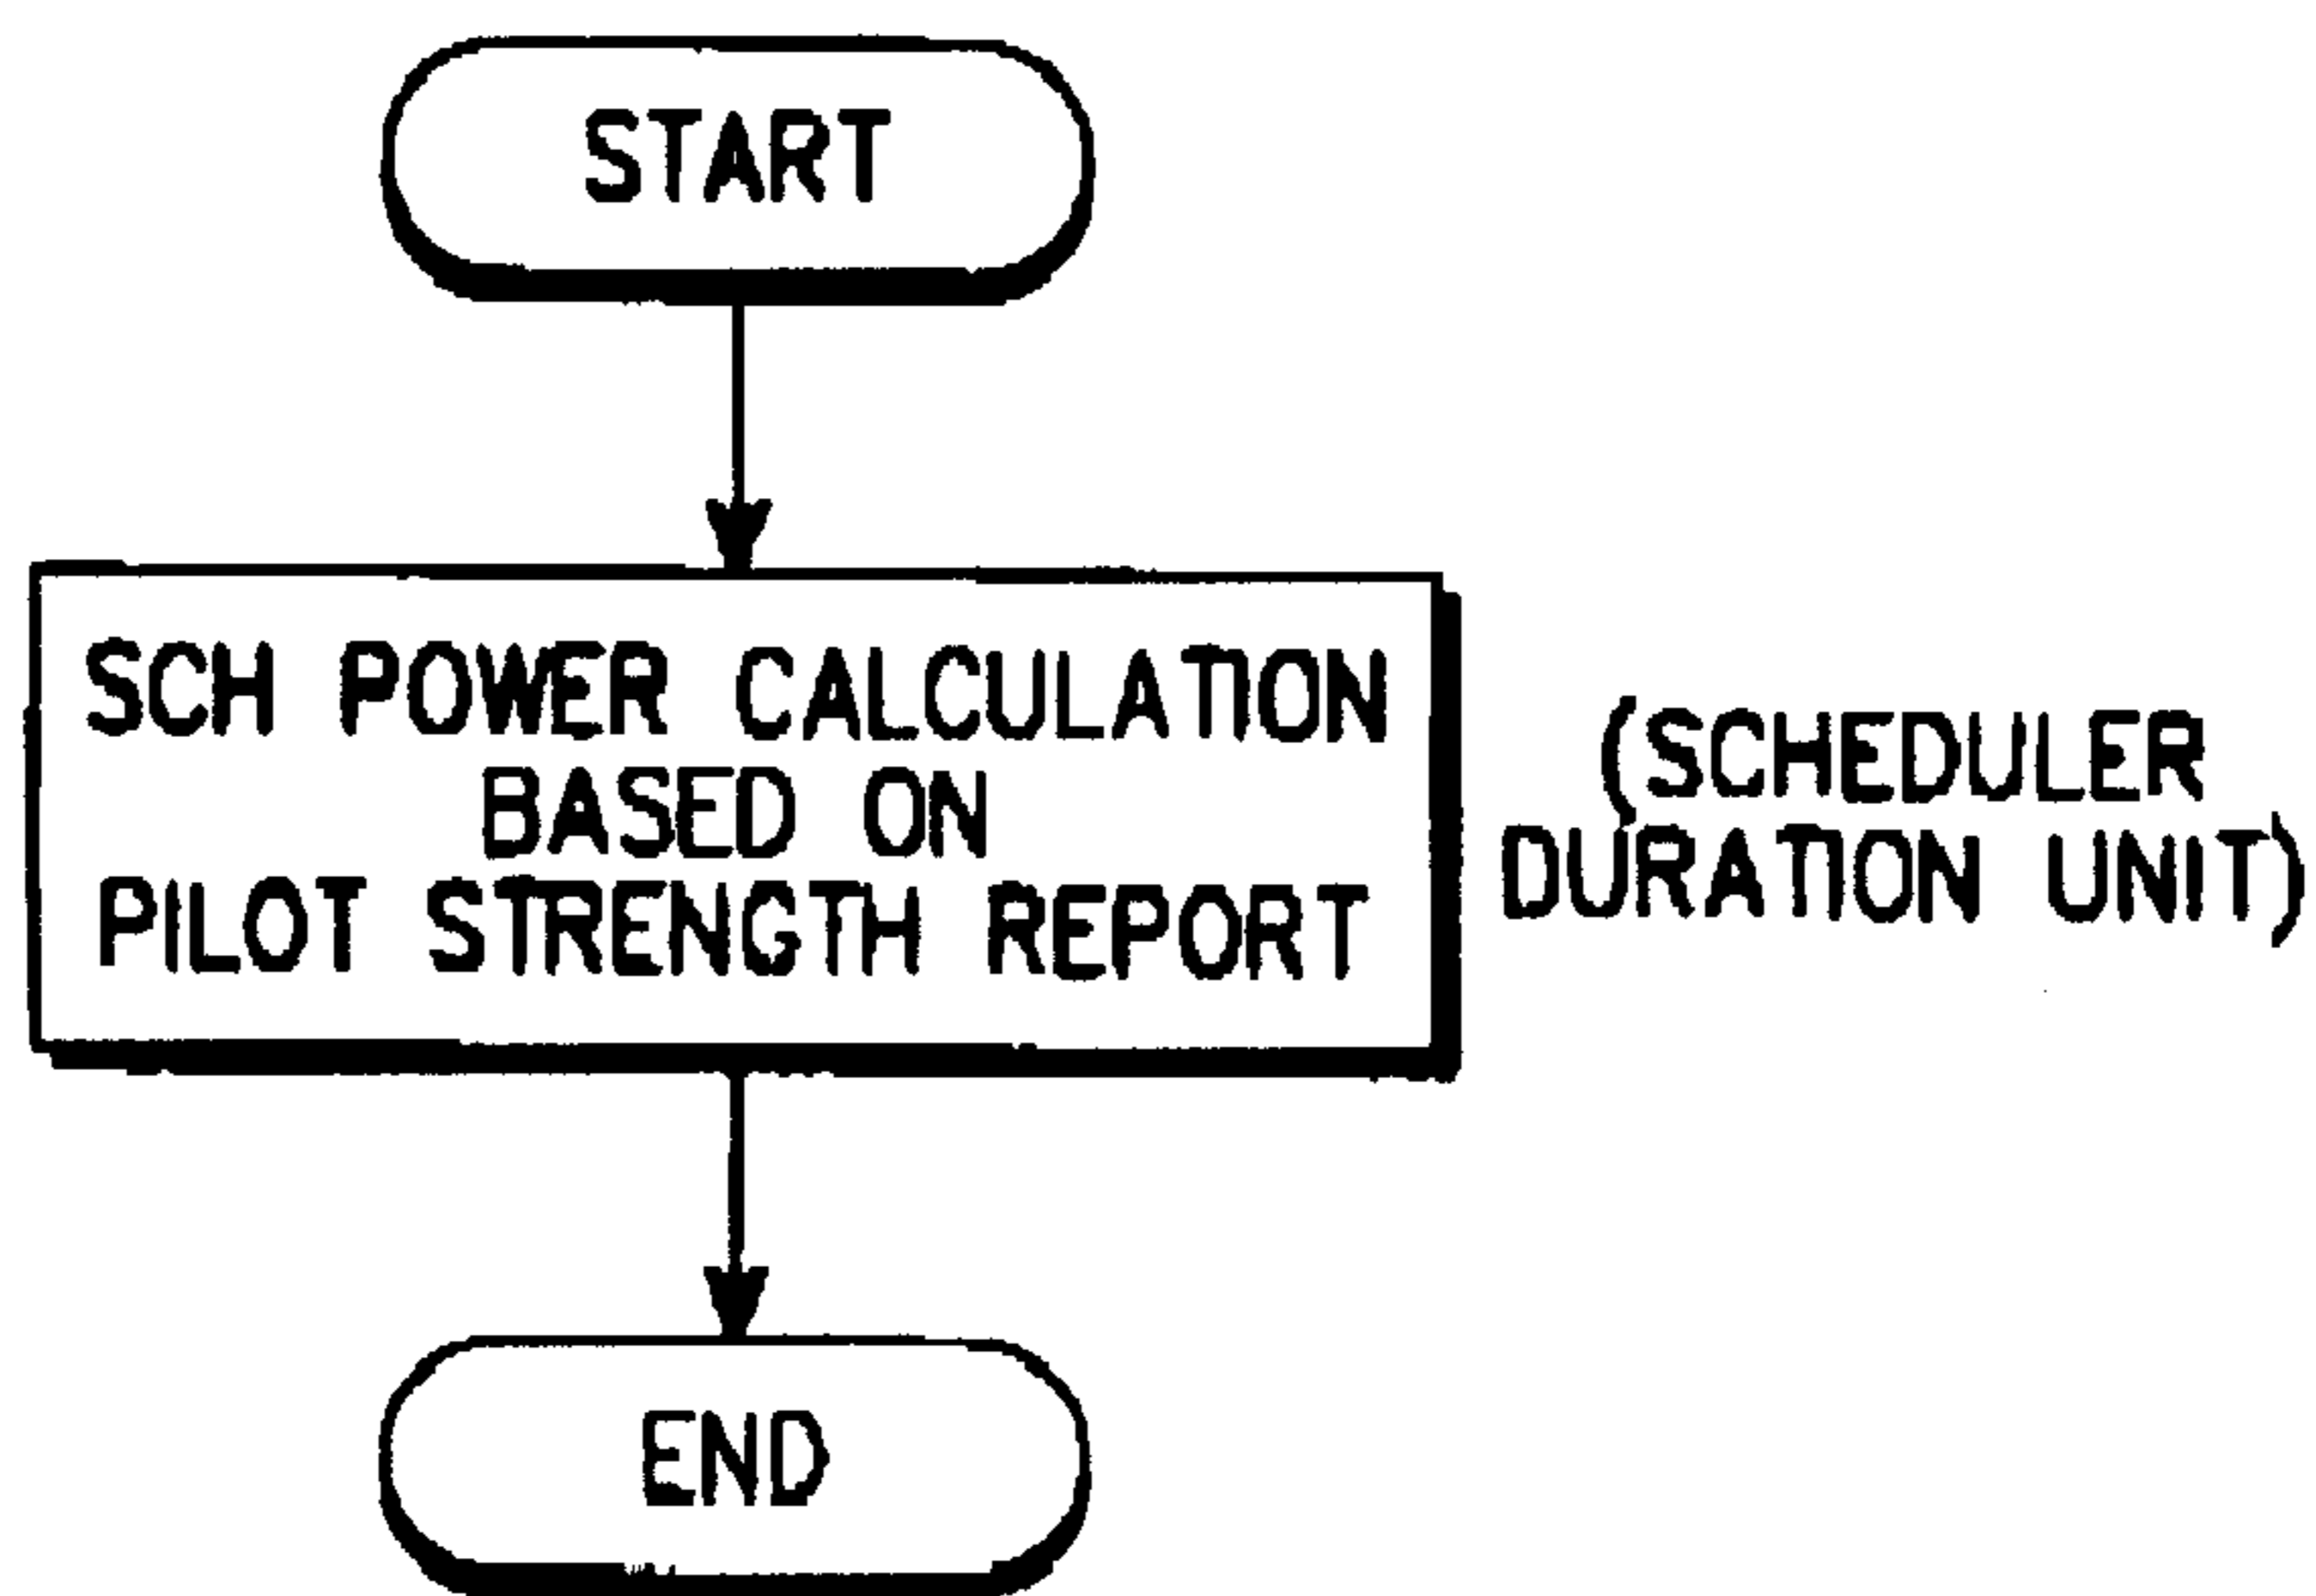 START
SCH POWER CALCULATION
BASED ON
PILOT STRENGTH REPORT
(SCHEDULER
DURATION UNIT)
END